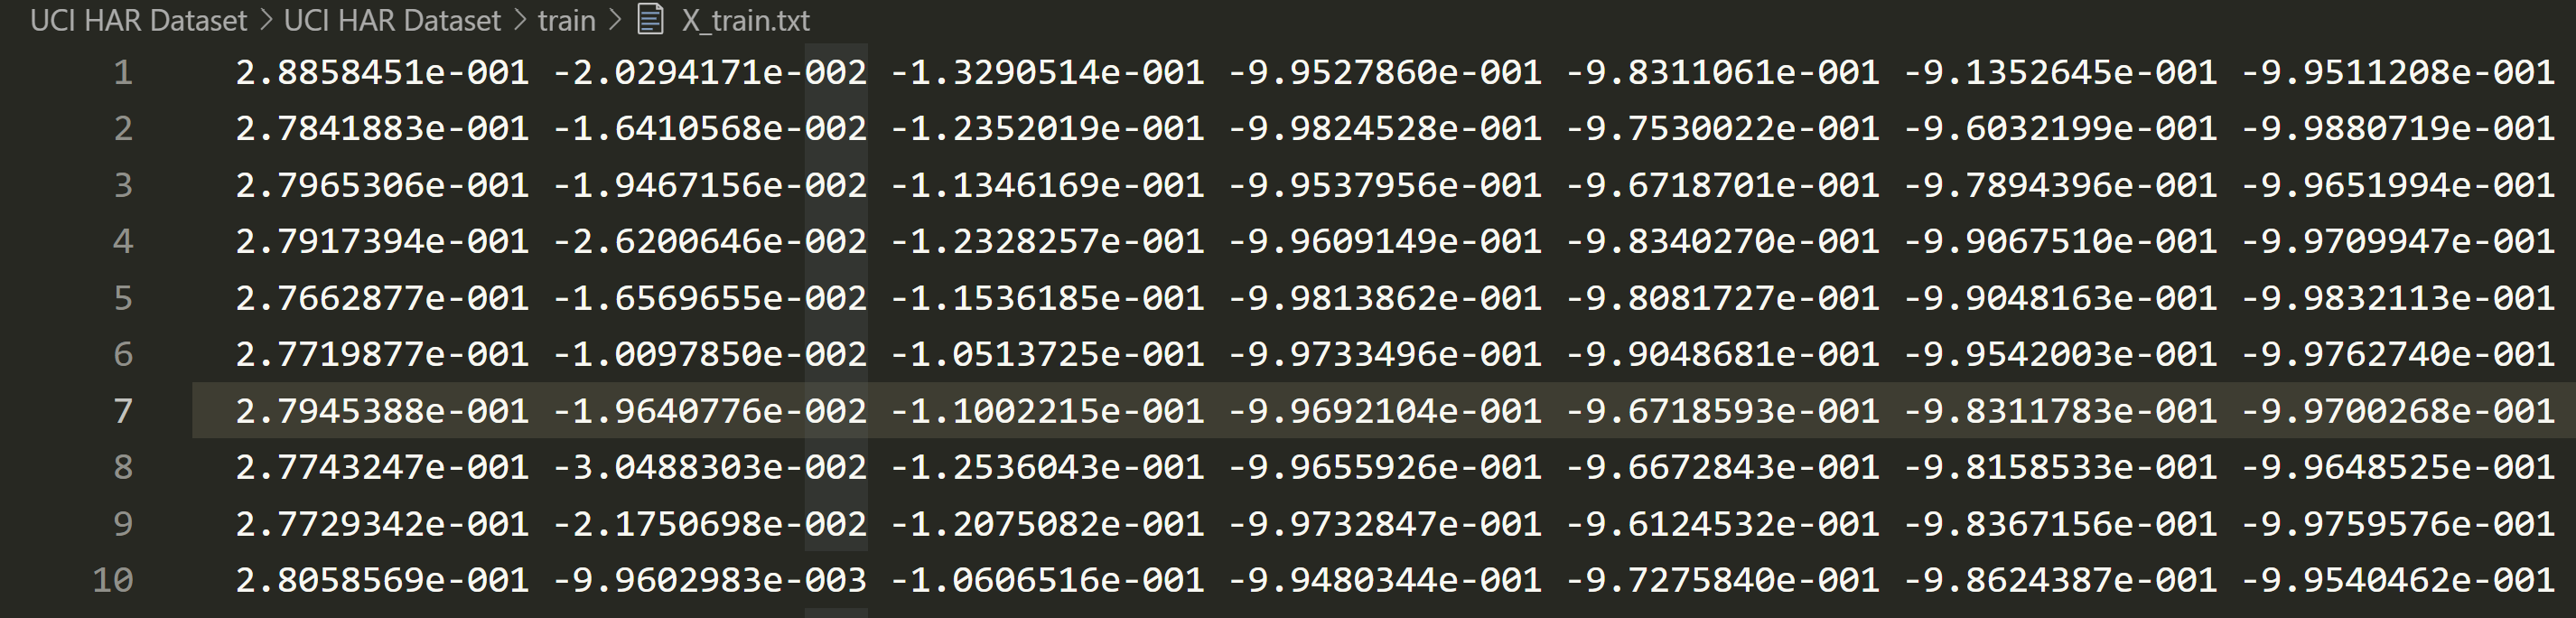 UCI HAR Dataset > UCI HAR Dataset > train > X_train.txt
1 2.8858451e-001 -2.0294171e-002 -1.3290514e-001 -9.9527860e-001 -9.8311061e-001 -9.1352645e-001 -9.9511208e-001
2 2.7841883e-001 -1.6410568e-002 -1.2352019e-001 -9.9824528e-001 -9.7530022e-001 -9.6032199e-001 -9.9880719e-001
3 2.7965306e-001 -1.9467156e-002 -1.1346169e-001 -9.9537956e-001 -9.6718701e-001 -9.7894396e-001 -9.9651994e-001
4 2.7917394e-001 -2.6200646e-002 -1.2328257e-001 -9.9609149e-001 -9.8340270e-001 -9.9067510e-001 -9.9709947e-001
5 2.7662877e-001 -1.6569655e-002 -1.1536185e-001 -9.9813862e-001 -9.8081727e-001 -9.9048163e-001 -9.9832113e-001
6 2.7719877e-001 -1.0097850e-002 -1.0513725e-001 -9.9733496e-001 -9.9048681e-001 -9.9542003e-001 -9.9762740e-001
7 2.7945388e-001 -1.9640776e-002 -1.1002215e-001 -9.9692104e-001 -9.6718593e-001 -9.8311783e-001 -9.9700268e-001
8 2.7743247e-001 -3.0488303e-002 -1.2536043e-001 -9.9655926e-001 -9.6672843e-001 -9.8158533e-001 -9.9648525e-001
9 2.7729342e-001 -2.1750698e-002 -1.2075082e-001 -9.9732847e-001 -9.6124532e-001 -9.8367156e-001 -9.9759576e-001
10 2.8058569e-001 -9.9602983e-003 -1.0606516e-001 -9.9480344e-001 -9.7275840e-001 -9.8624387e-001 -9.9540462e-001